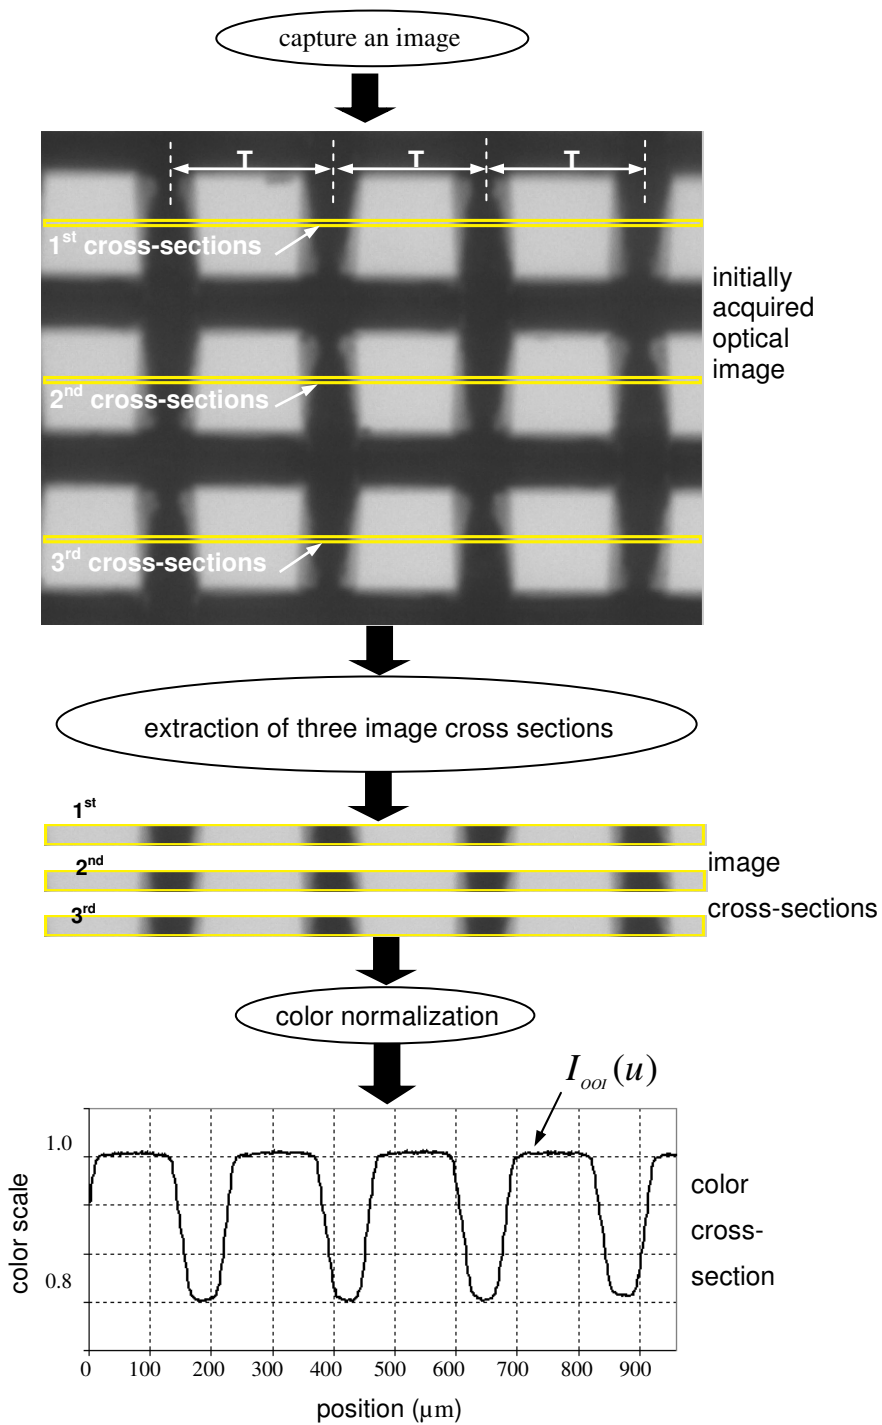 capture an image
T T T
1st cross-sections
initially
acquired
optical
image
2nd cross-sections
3rd cross-sections
extraction of three image cross sections
1st
2nd
3rd
image
cross-sections
color normalization
I_OOI (u)
1.0
0.8
color scale
color
cross-
section
0 100 200 300 400 500 600 700 800 900
position (µm)